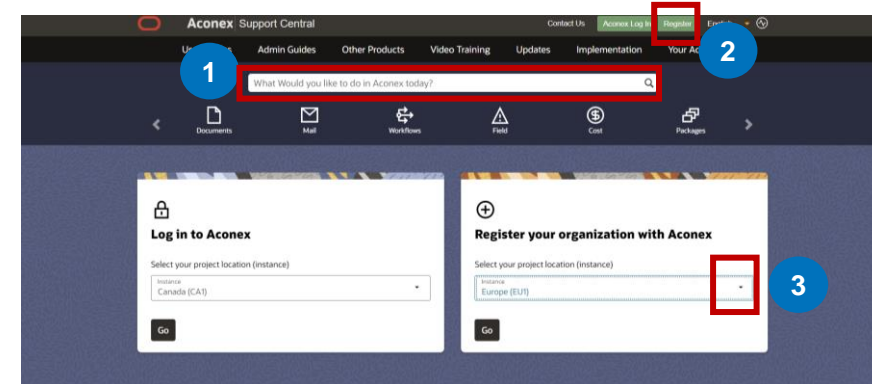 Aconex Support Central
Contact Us Aconex Log In Register
Admin Guides Other Products Video Training Updates Implementation
1 2
What Would you like to do in Aconex today?
Documents Mail Workflows Field Cost Packages
Log in to Aconex
Select your project location (instance)
Instance
Canada (CA1)
Go
Register your organization with Aconex
Select your project location (instance)
Instance
Europe (EU1)
3
Go